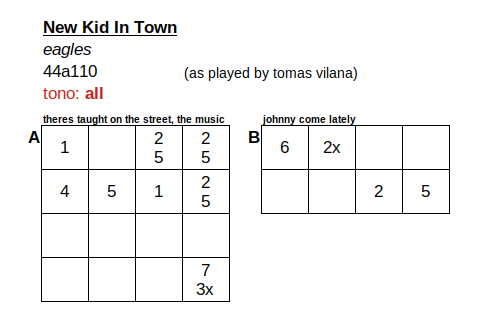 New Kid In Town
eagles
44a110 (as played by tomas vilana)
tono: all
theres taught on the street, the music
A
1 2 5 2 5
4 5 1 2 5
7 3x
johnny come lately
B
6 2x
2 5